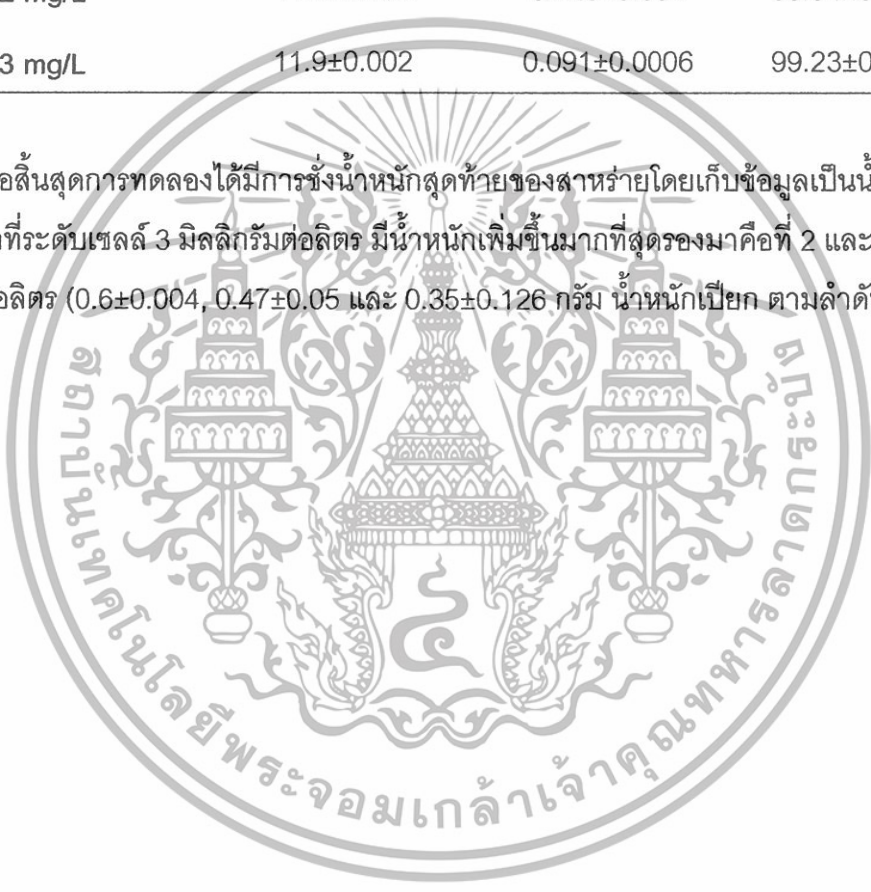 3 mg/L 11.9±0.002 0.091±0.0006 99.23±0
อสิ้นสุดการทดลองได้มีการชั่งน้ำหนักสุดท้ายของสาหร่ายโดยเก็บข้อมูลเป็นน้
ที่ระดับเซลล์ 3 มิลลิกรัมต่อลิตร มีน้ำหนักเพิ่มขึ้นมากที่สุดรองมาคือที่ 2 และ
อลิตร (0.6±0.004, 0.47±0.05 และ 0.35±0.126 กรัม น้ำหนักเปียก ตามลำดั
สถาบันเทคโนโลยีพระจอมเกล้าเจ้าคุณทหารลาดกระบัง
๔